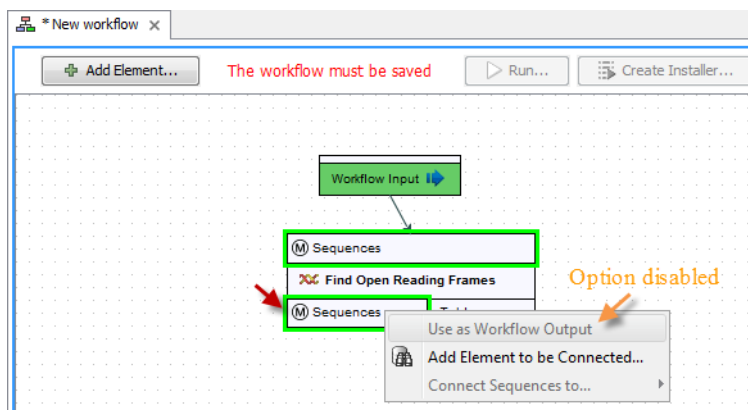 * New workflow
Add Element... The workflow must be saved Run... Create Installer...
Workflow Input
M Sequences
Find Open Reading Frames
Option disabled
M Sequences
Use as Workflow Output
Add Element to be Connected...
Connect Sequences to...